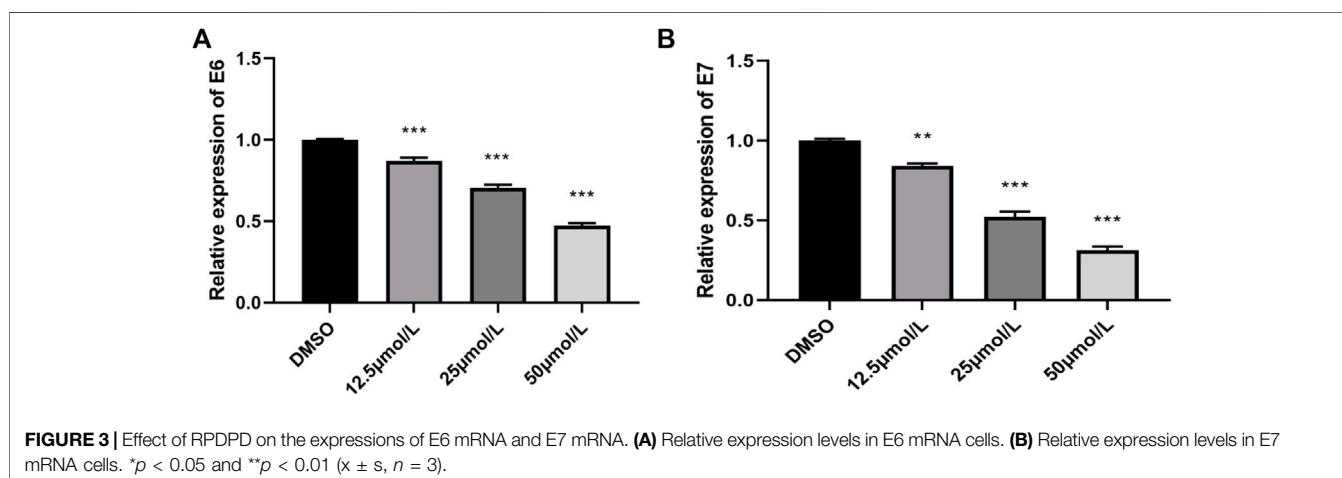 A
Relative expression of E6
1.5
1.0
0.5
0.0
***
***
***
DMSO
12.5μmol/L
25μmol/L
50μmol/L
B
Relative expression of E7
1.5
1.0
0.5
0.0
**
***
***
DMSO
12.5μmol/L
25μmol/L
50μmol/L
FIGURE 3 | Effect of RPDPD on the expressions of E6 mRNA and E7 mRNA. (A) Relative expression levels in E6 mRNA cells. (B) Relative expression levels in E7
mRNA cells. *p < 0.05 and **p < 0.01 (x ± s, n = 3).